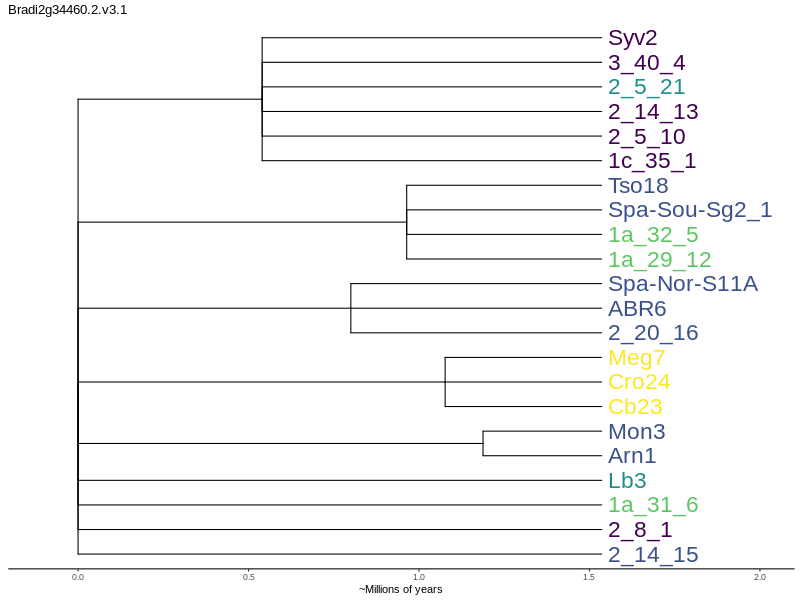 Bradi2g34460.2.v3.1
Syv2
3_40_4
2_5_21
2_14_13
2_5_10
1c_35_1
Tso18
Spa-Sou-Sg2_1
1a_32_5
1a_29_12
Spa-Nor-S11A
ABR6
2_20_16
Meg7
Cro24
Cb23
Mon3
Arn1
Lb3
1a_31_6
2_8_1
2_14_15
0.0 0.5 1.0 1.5 2.0
~Millions of years